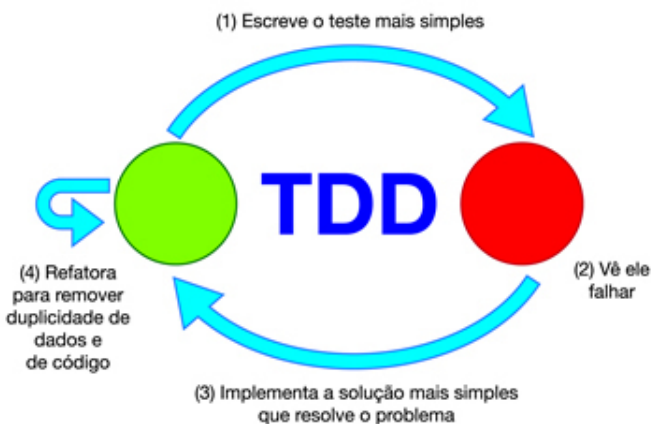 (1) Escreve o teste mais simples
TDD
(2) Vê ele
falhar
(3) Implementa a solução mais simples
que resolve o problema
(4) Refatora
para remover
duplicidade de
dados e
de código